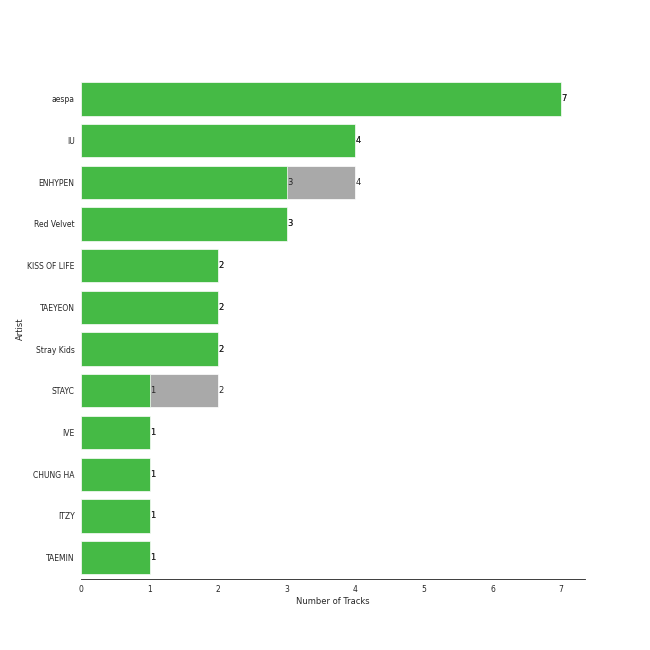 aespa 7
IU 4
ENHYPEN 3 4
Red Velvet 3
KISS OF LIFE 2
TAEYEON 2
Stray Kids 2
STAYC 1 2
IVE 1
CHUNG HA 1
ITZY 1
TAEMIN 1
Artist
0 1 2 3 4 5 6 7
Number of Tracks